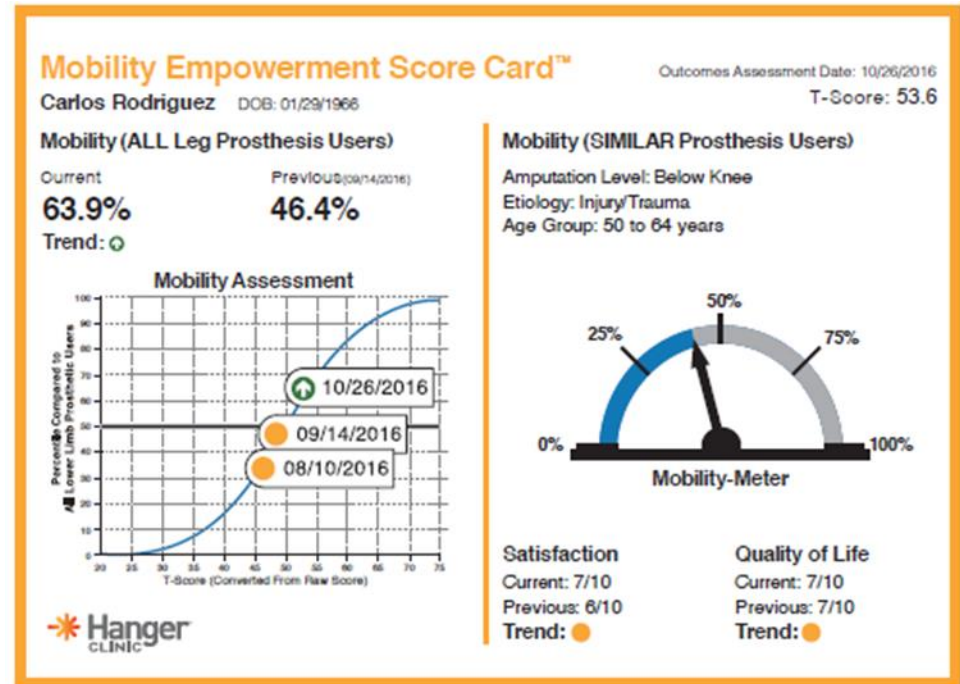 Mobility Empowerment Score Card™
Outcomes Assessment Date: 10/26/2016
Carlos Rodriguez DOB: 01/29/1966
T-Score: 53.6
Mobility (ALL Leg Prosthesis Users)
Current Previous (09/14/2016)
63.9% 46.4%
Trend:
Mobility Assessment
Percentile Compared to
All Lower Limb Prosthetic Users
100
90
80
70
60
50
40
30
20
10
0
10/26/2016
09/14/2016
08/10/2016
20 25 30 35 40 45 50 55 60 65 70 75
T-Score (Converted From Raw Score)
Hanger
CLINIC
Mobility (SIMILAR Prosthesis Users)
Amputation Level: Below Knee
Etiology: Injury/Trauma
Age Group: 50 to 64 years
0%
25%
50%
75%
100%
Mobility-Meter
Satisfaction
Current: 7/10
Previous: 6/10
Trend:
Quality of Life
Current: 7/10
Previous: 7/10
Trend: